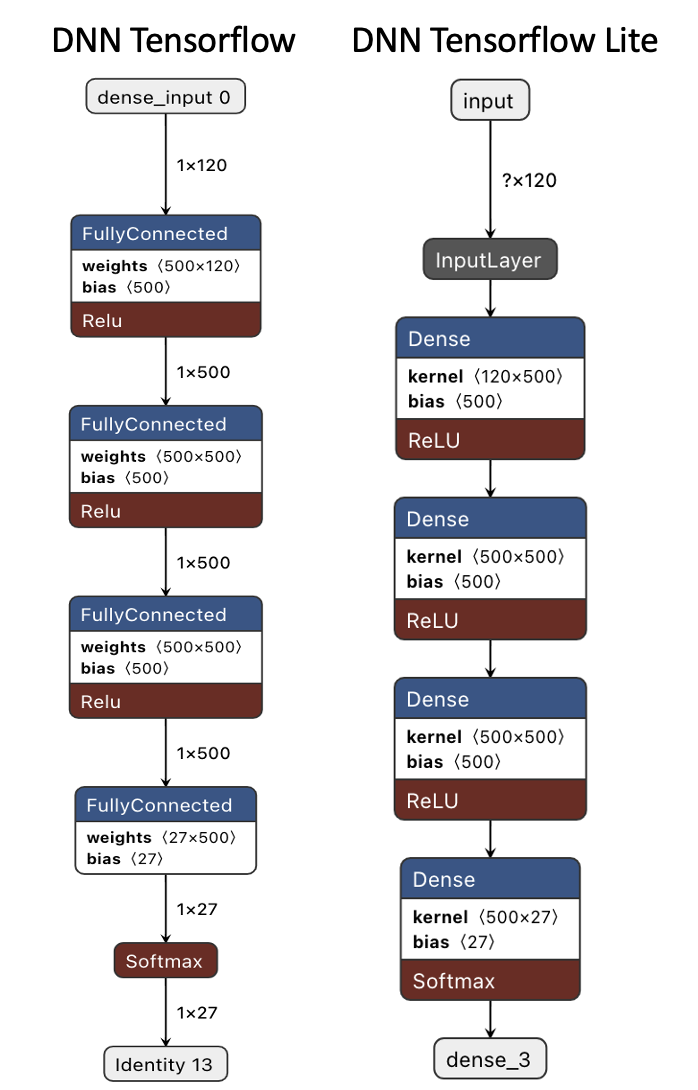 DNN Tensorflow
dense_input 0
1×120
FullyConnected
weights 〈500×120〉
bias 〈500〉
Relu
1×500
FullyConnected
weights 〈500×500〉
bias 〈500〉
Relu
1×500
FullyConnected
weights 〈500×500〉
bias 〈500〉
Relu
1×500
FullyConnected
weights 〈27×500〉
bias 〈27〉
1×27
Softmax
1×27
Identity 13
DNN Tensorflow Lite
input
?×120
InputLayer
Dense
kernel 〈120×500〉
bias 〈500〉
ReLU
Dense
kernel 〈500×500〉
bias 〈500〉
ReLU
Dense
kernel 〈500×500〉
bias 〈500〉
ReLU
Dense
kernel 〈500×27〉
bias 〈27〉
Softmax
dense_3